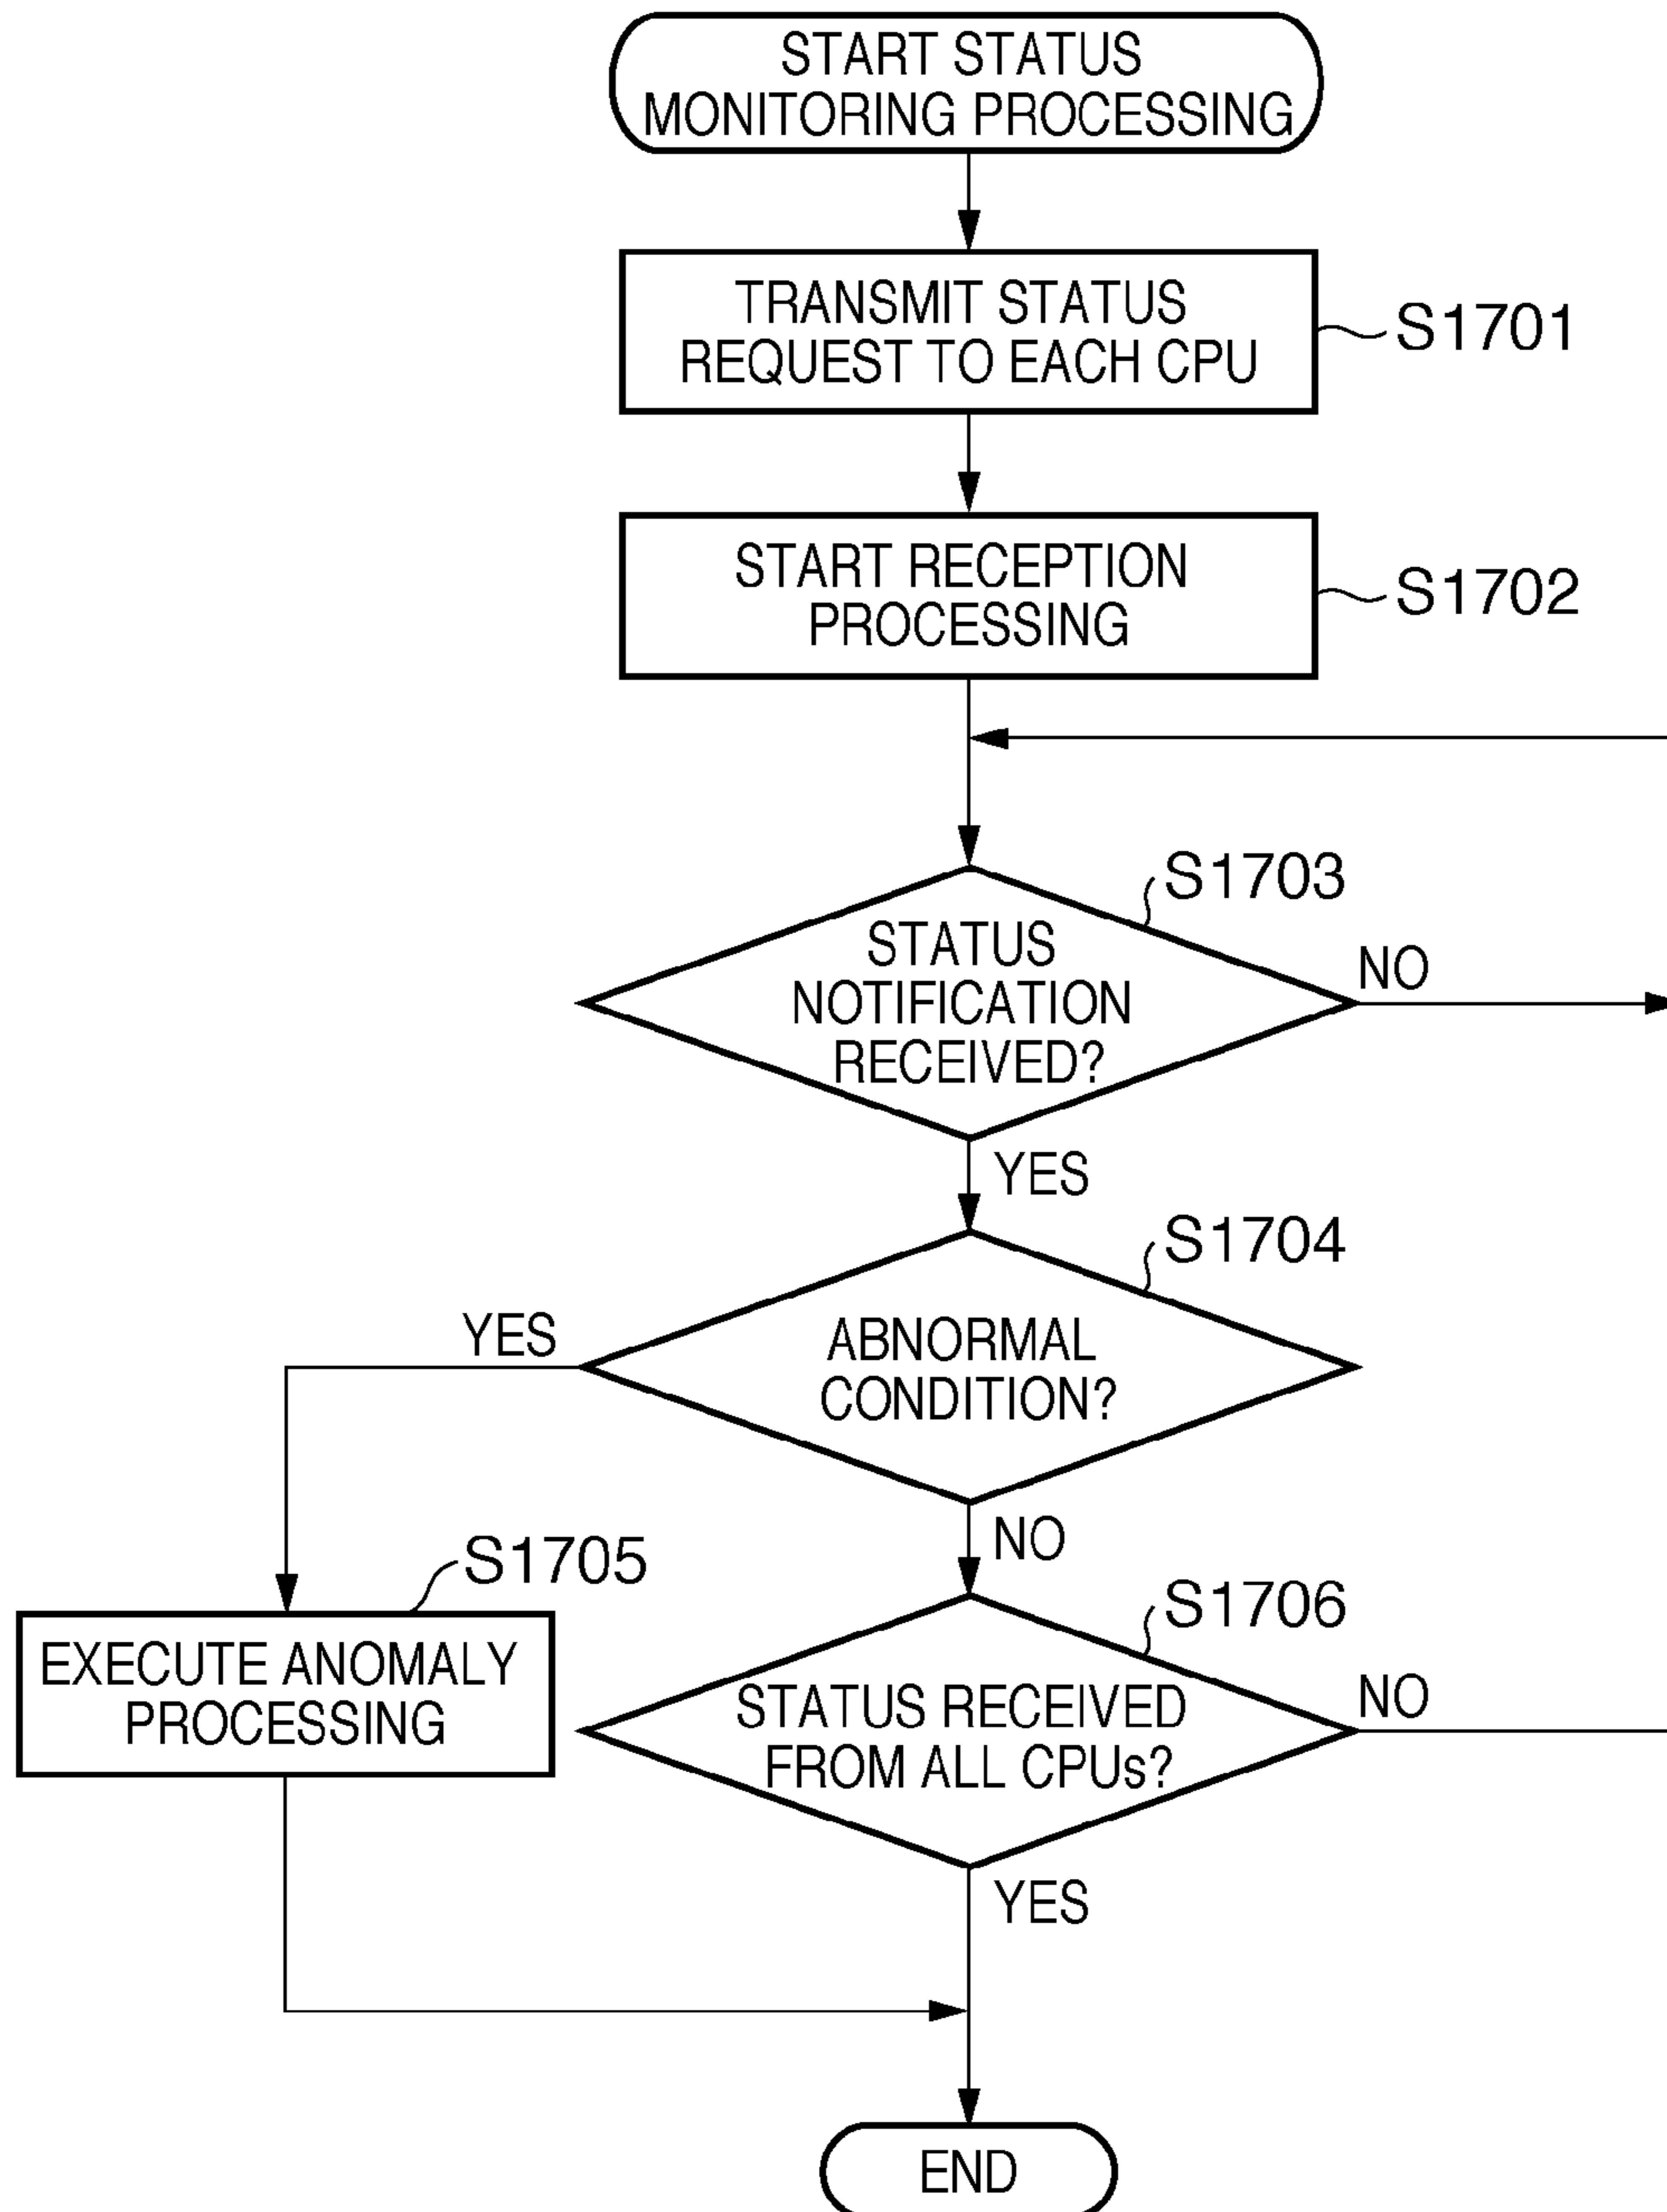 START STATUS
MONITORING PROCESSING
TRANSMIT STATUS
REQUEST TO EACH CPU
S1701
START RECEPTION
PROCESSING
S1702
S1703
STATUS
NOTIFICATION
RECEIVED?
NO
YES
S1704
ABNORMAL
CONDITION?
YES
NO
S1705
EXECUTE ANOMALY
PROCESSING
S1706
STATUS RECEIVED
FROM ALL CPUs?
NO
YES
END